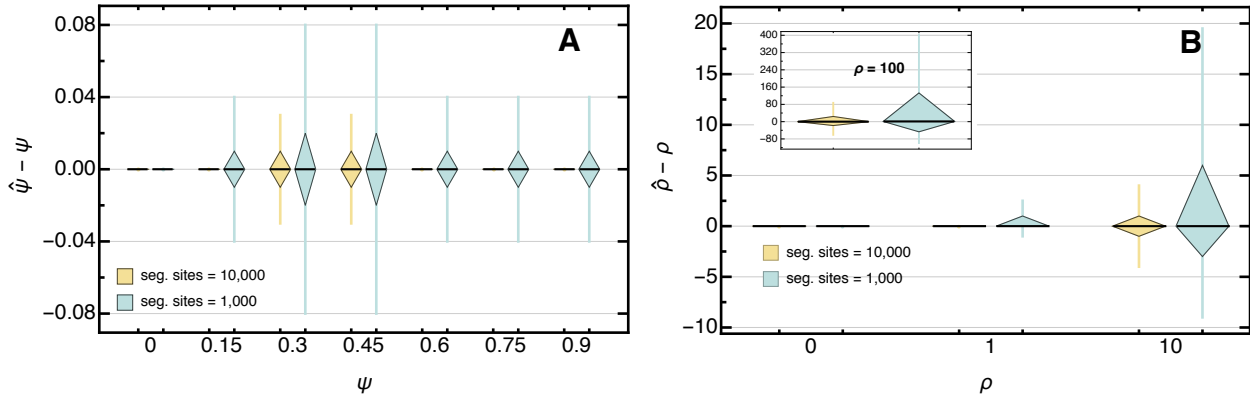 A
0.08
0.04
0.00
−0.04
−0.08
ψ̂ − ψ
seg. sites = 10,000
seg. sites = 1,000
0 0.15 0.3 0.45 0.6 0.75 0.9
ψ
B
20
15
10
5
0
−5
−10
ρ̂ − ρ
400
320
240
160
80
0
−80
ρ = 100
seg. sites = 10,000
seg. sites = 1,000
0 1 10
ρ